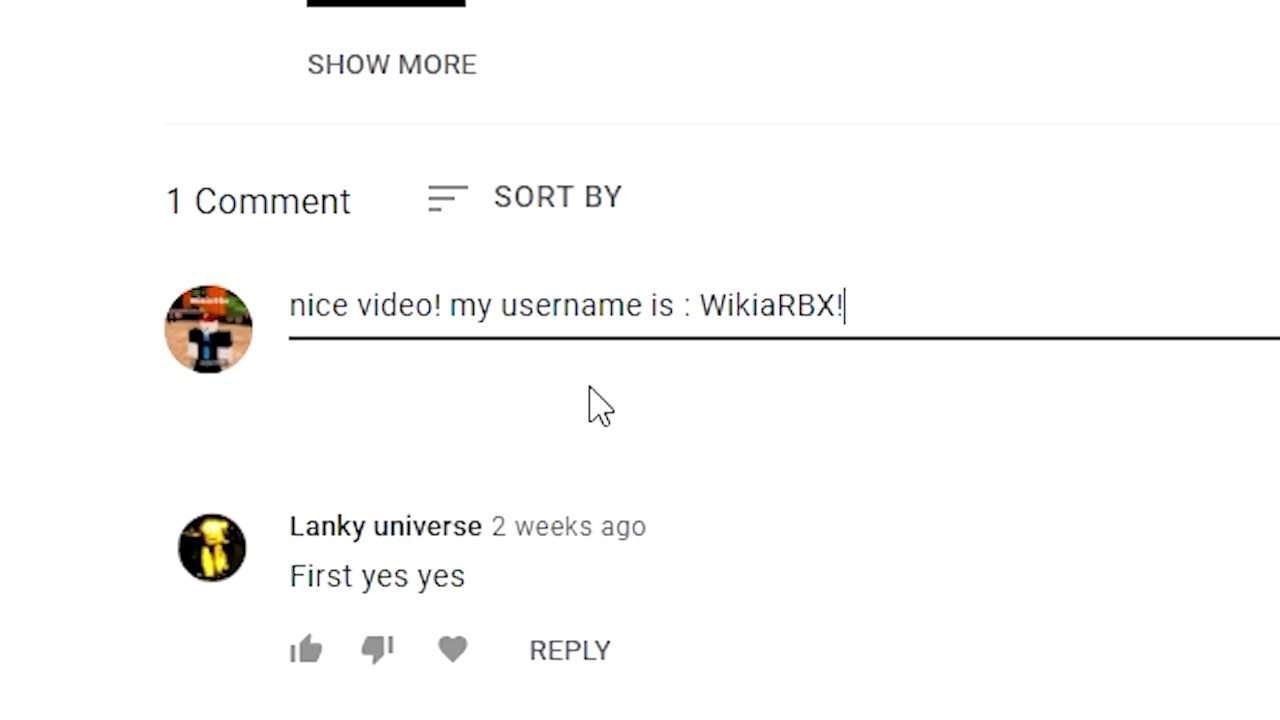 SHOW MORE
1 Comment
SORT BY
nice video! my username is : WikiaRBX!
Lanky universe 2 weeks ago
First yes yes
REPLY